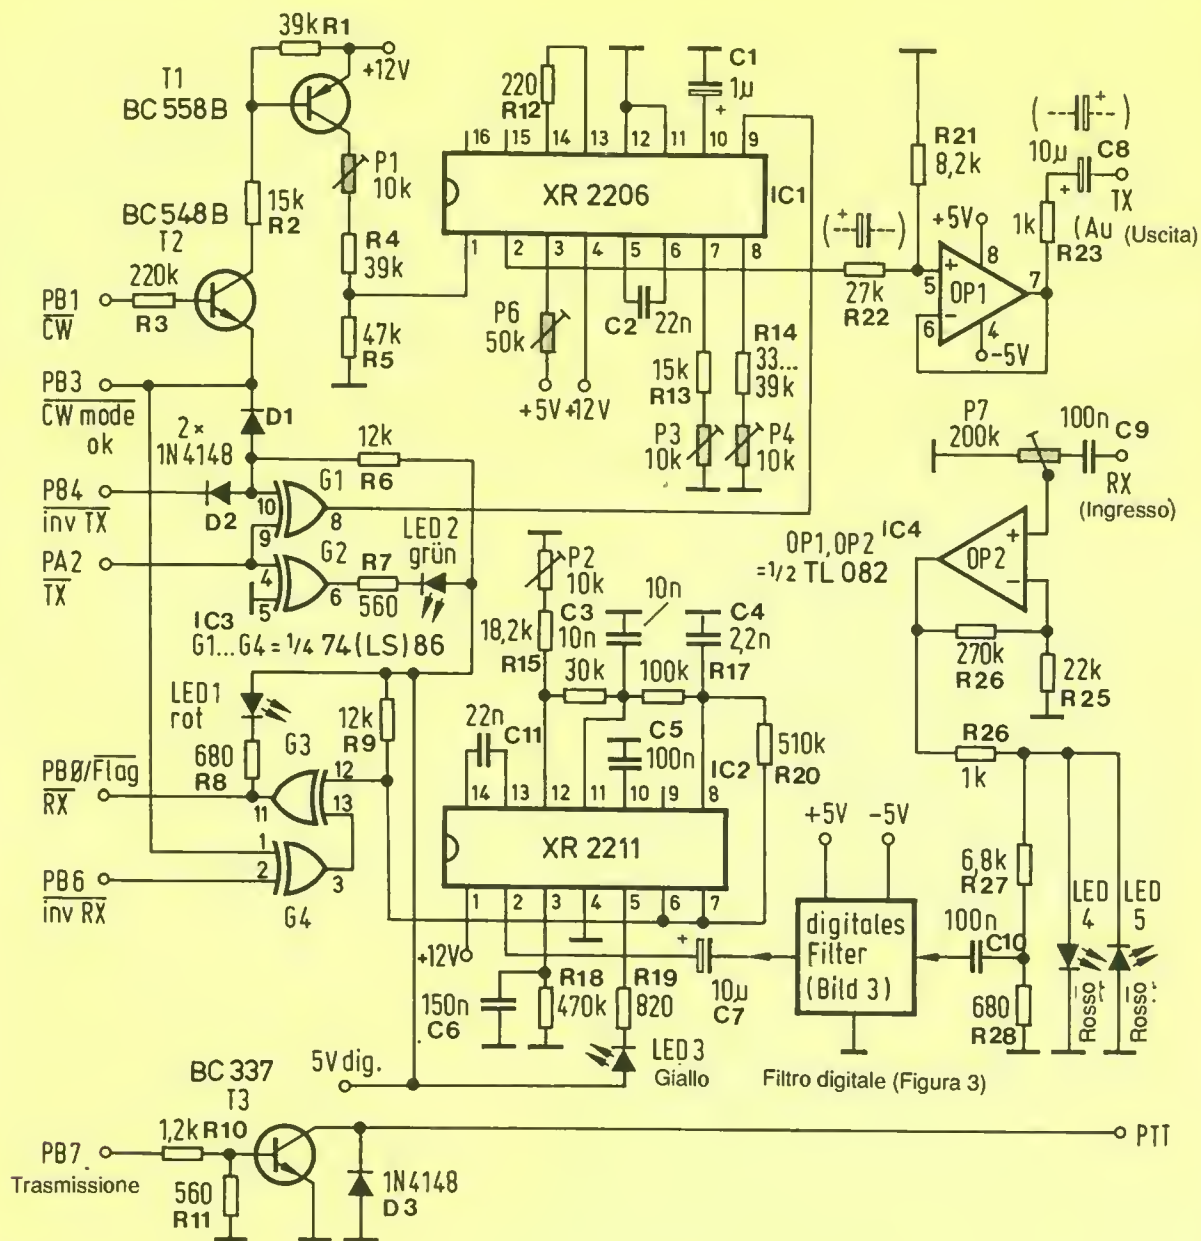 39k R1
+12V
T1
BC 558 B
P1
10k
15k
R2
BC 548 B
T2
R4
39k
220k
PB1
R3
CW
47k
R5
PB3
CW mode
ok
D1
2×
1N4148
12k
R6
PB4
inv TX
D2
G1
10
9
8
PA2
TX
G2
4
5
6
R7
560
LED 2
grün
IC3
G1...G4 = 1/4 74(LS)86
220
R12
C1
1µ
+
16 15 14 13 12 11 10 9
XR 2206
IC1
1 2 3 4 5 6 7 8
P6
50k
+5V
+12V
C2
22n
15k
R13
R14
33...
39k
P3
10k
P4
10k
R21
8,2k
( + )
27k
R22
+5V
8
+
5
OP1
7
6
−
4
−5V
( + )
10µ
C8
+
TX
1k
R23
(Au (Uscita)
P7
200k
100n
C9
RX
(Ingresso)
IC4
OP1, OP2
=1/2 TL 082
+
OP2
−
270k
R26
22k
R25
R26
1k
P2
10k
18,2k
R15
C3
10n
10n
C4
2,2n
30k
100k
R17
22n
C11
C5
100n
IC2
510k
R20
14 13 12 11 10 9 8
XR 2211
1 2 3 4 5 6 7
LED 1
rot
12k
R9
680
R8
G3
PBØ/Flag
RX
11
12
13
PB6
inv RX
1
2
3
G4
+12V
150n
C6
R18
470k
R19
820
+
10µ
C7
LED 3
Giallo
5V dig.
+5V
−5V
digitales
Filter
(Bild 3)
Filtro digitale (Figura 3)
100n
C10
6,8k
R27
680
R28
LED
4
LED
5
Rosso
Rosso
BC 337
T3
1,2k R10
PB7
Trasmissione
560
R11
1N4148
D3
PTT